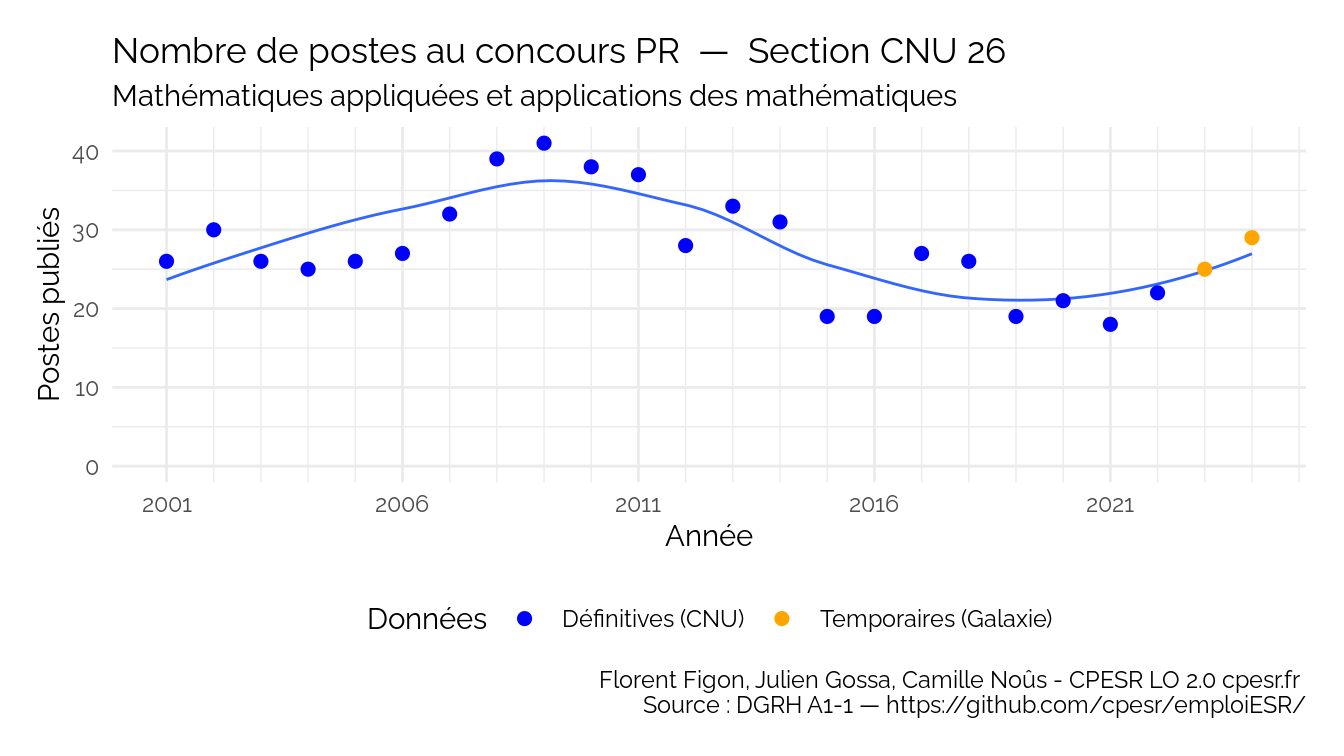 Nombre de postes au concours PR — Section CNU 26
Mathématiques appliquées et applications des mathématiques
Postes publiés
40
30
20
10
0
2001 2006 2011 2016 2021
Année
Données Définitives (CNU) Temporaires (Galaxie)
Florent Figon, Julien Gossa, Camille Noûs - CPESR LO 2.0 cpesr.fr
Source : DGRH A1-1 — https://github.com/cpesr/emploiESR/